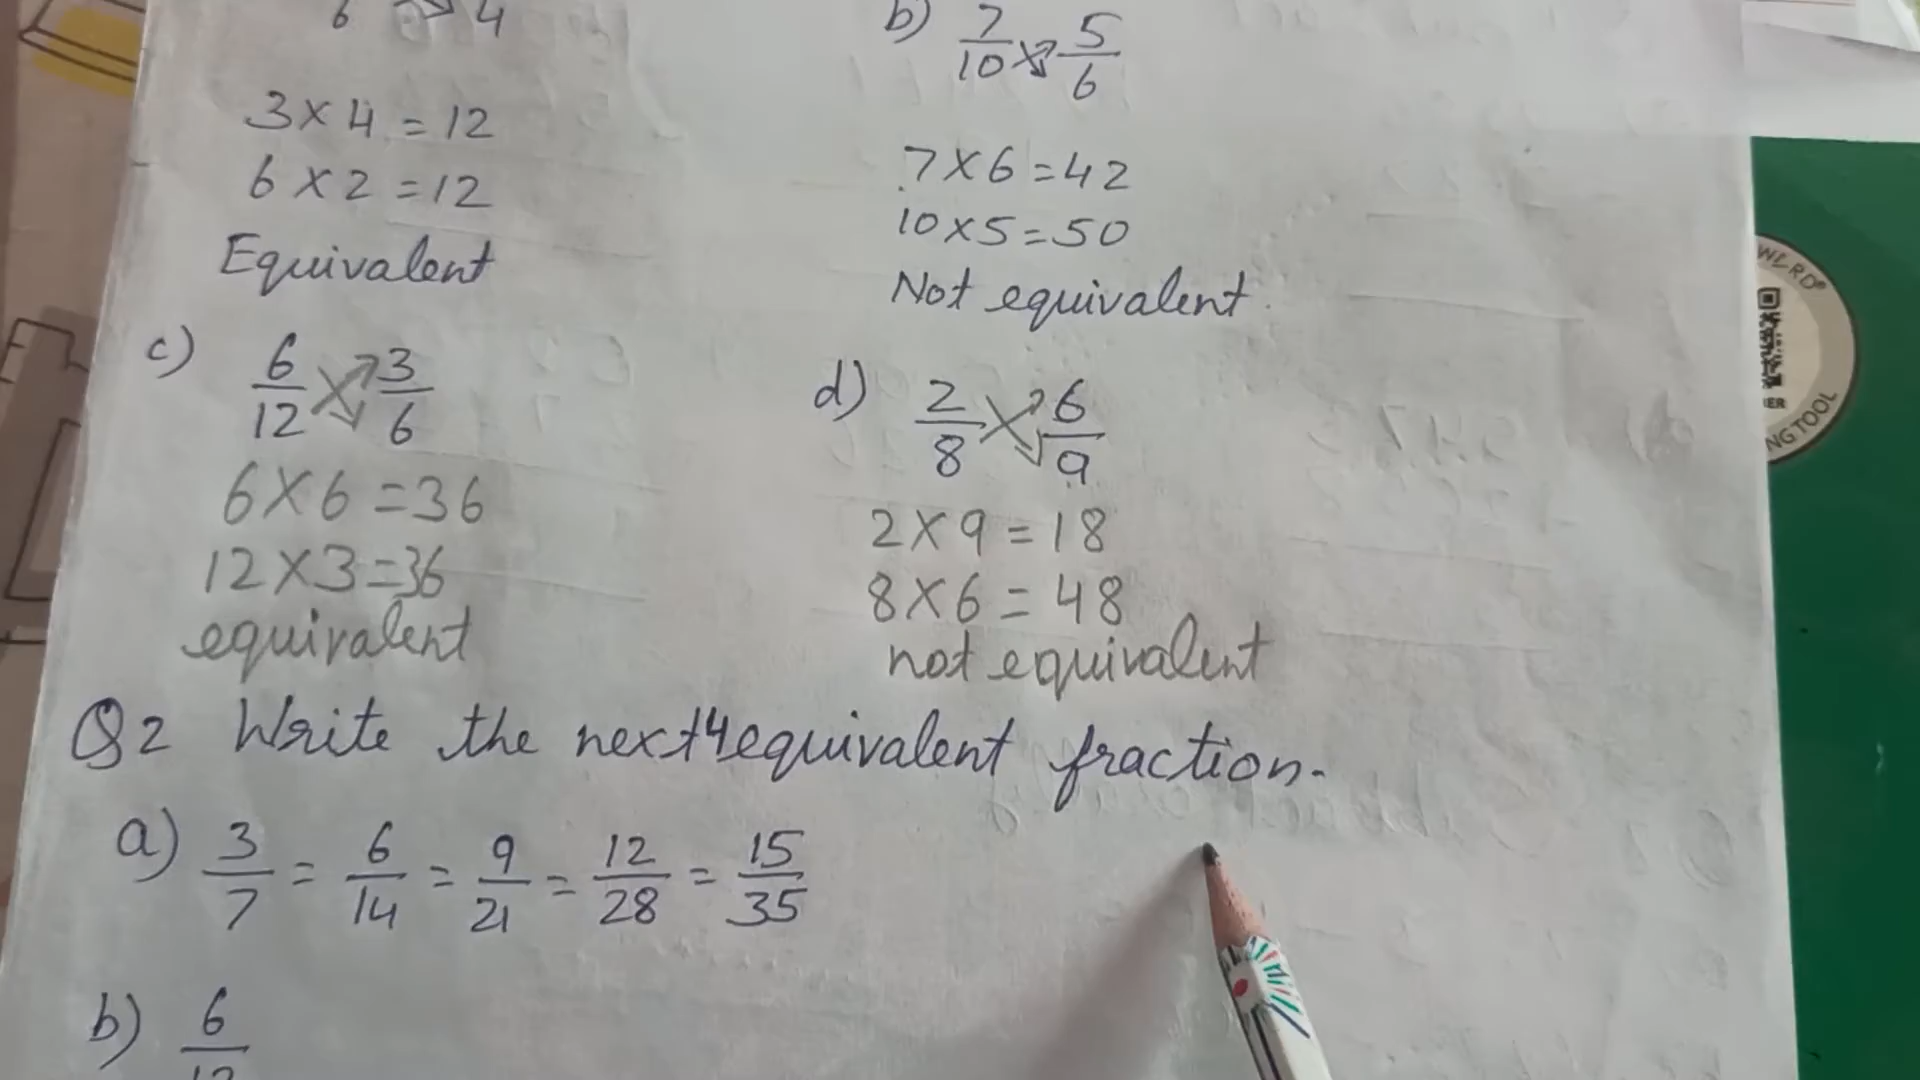 6 4
3 × 4 = 12
6 × 2 = 12
Equivalent
b) 7/10 5/6
7 × 6 = 42
10 × 5 = 50
Not equivalent
c) 6/12 3/6
6 × 6 = 36
12 × 3 = 36
equivalent
d) 2/8 6/9
2 × 9 = 18
8 × 6 = 48
not equivalent
Q2 Write the next 4 equivalent fraction.
a) 3/7 = 6/14 = 9/21 = 12/28 = 15/35
b) 6/